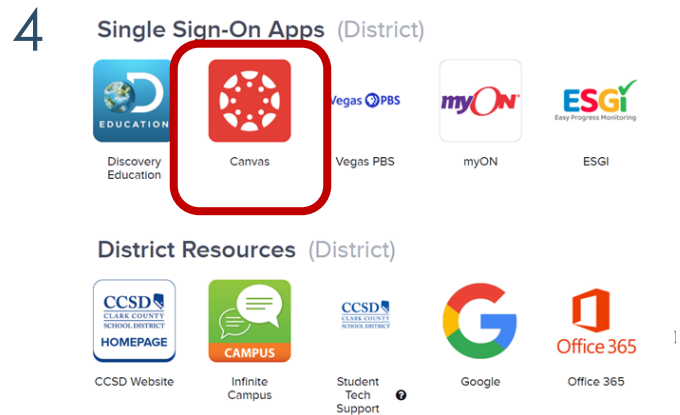 4
Single Sign-On Apps (District)
EDUCATION
Vegas PBS
myON
ESGI
Easy Progress Monitoring
Discovery
Education
Canvas
Vegas PBS
myON
ESGI
District Resources (District)
CCSD
CLARK COUNTY
SCHOOL DISTRICT
HOMEPAGE
CAMPUS
CCSD
CLARK COUNTY
SCHOOL DISTRICT
G
Office 365
CCSD Website
Infinite
Campus
Student
Tech
Support
?
Google
Office 365